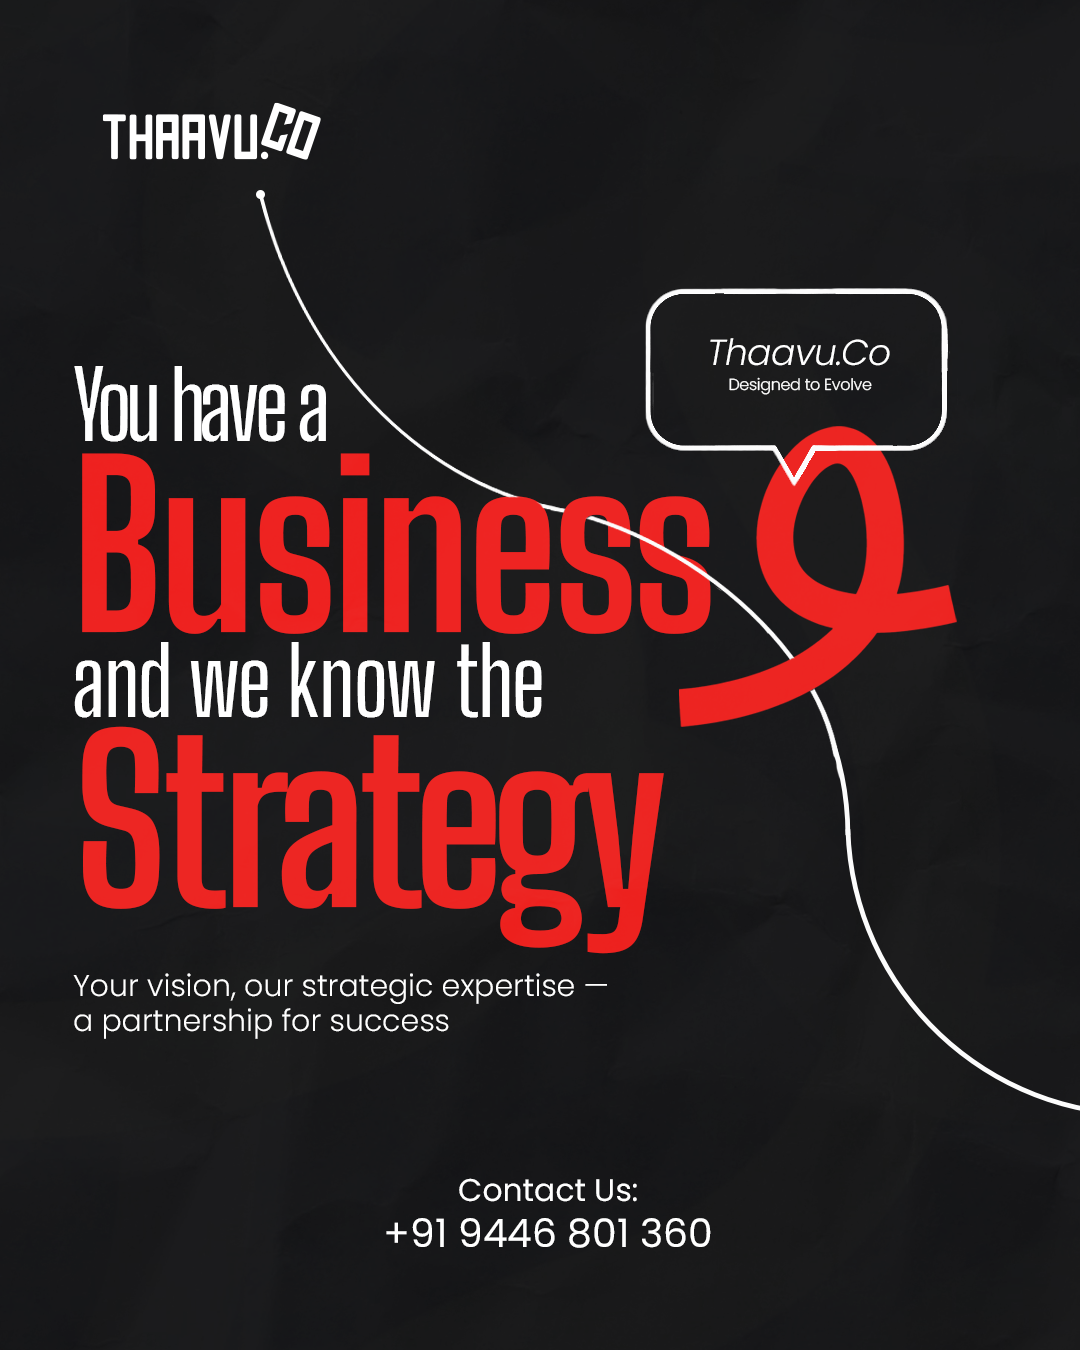 THAAVU.CO
Thaavu.Co
Designed to Evolve
You have a
Business
and we know the
Strategy
Your vision, our strategic expertise —
a partnership for success
Contact Us:
+91 9446 801 360